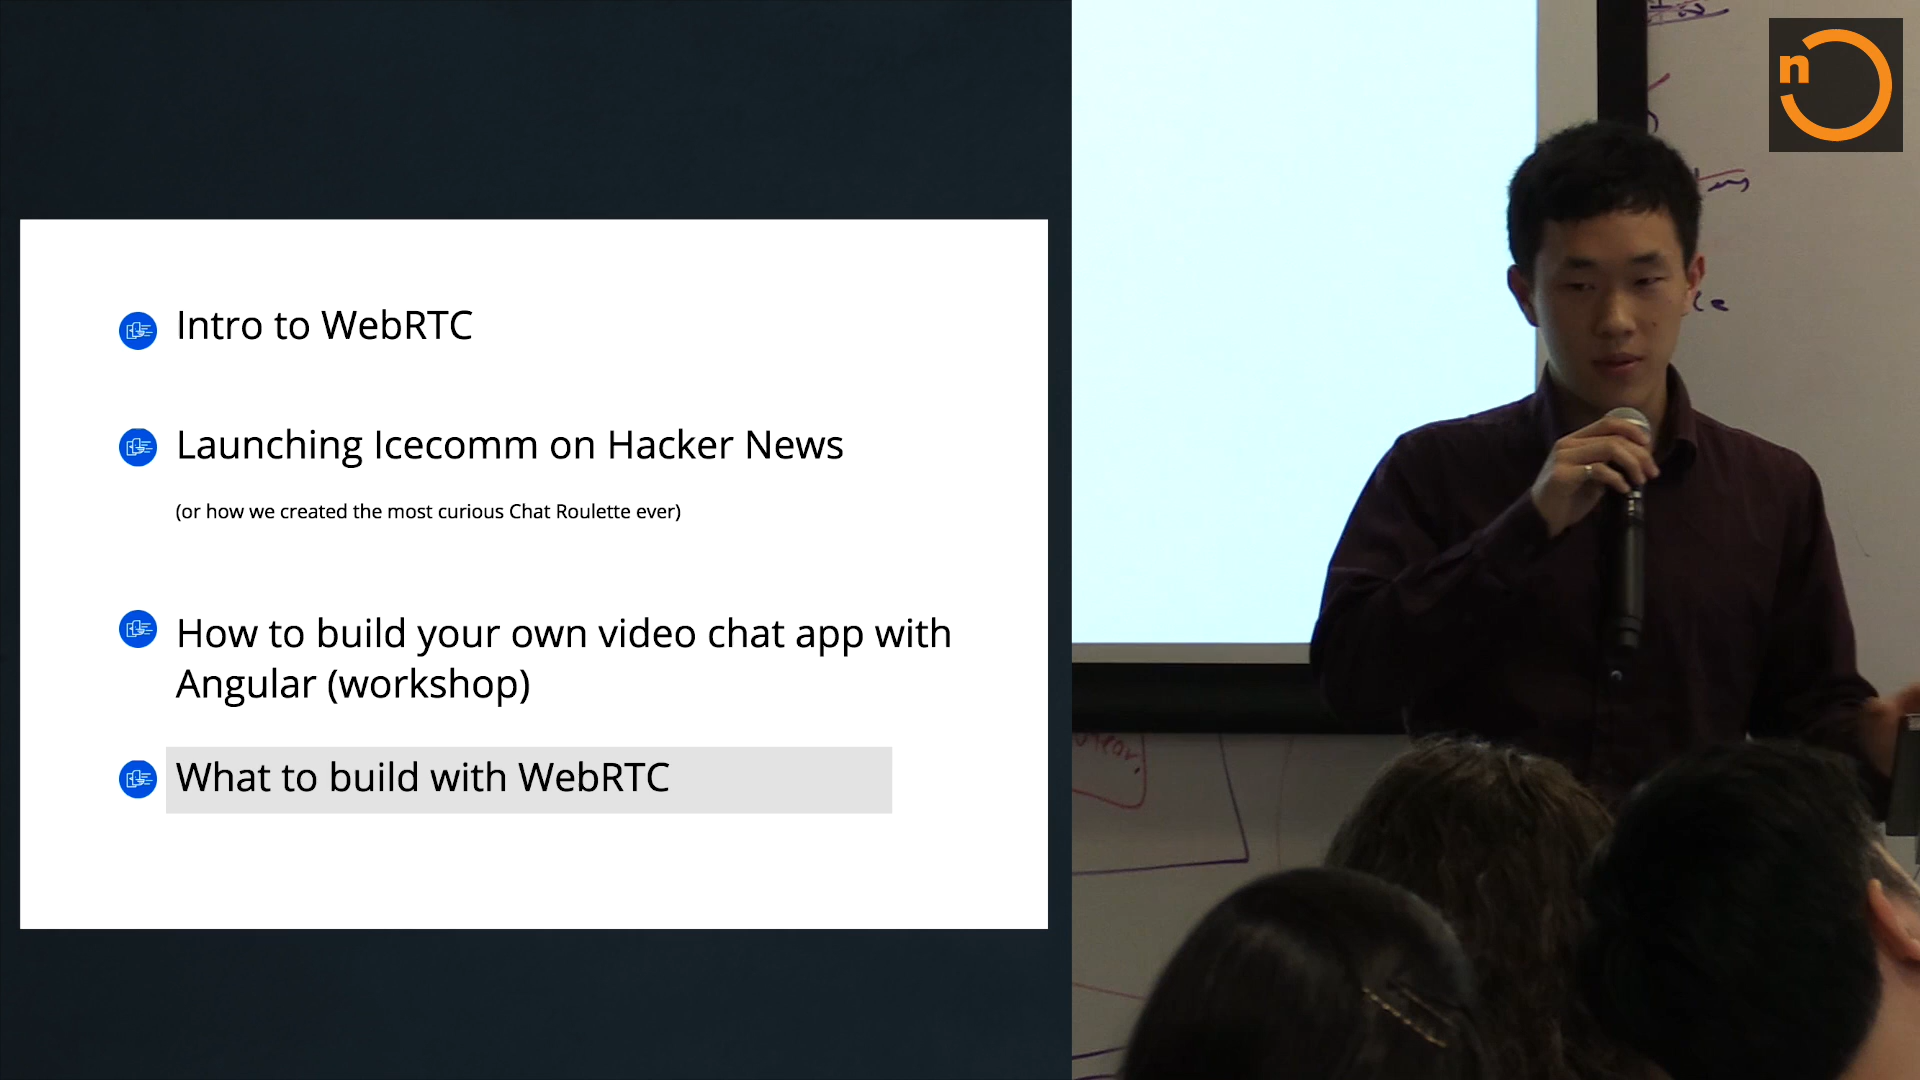 Intro to WebRTC
Launching Icecomm on Hacker News
(or how we created the most curious Chat Roulette ever)
How to build your own video chat app with
Angular (workshop)
What to build with WebRTC
n